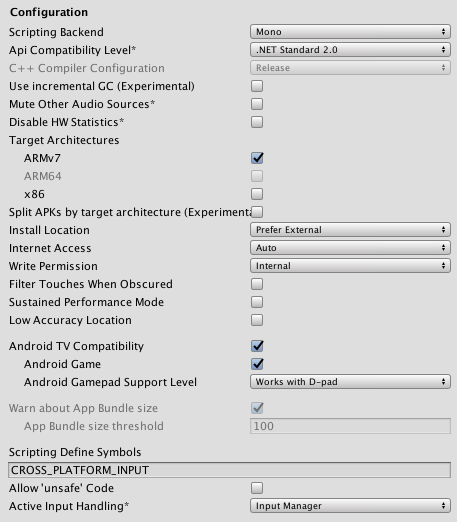 Configuration
Scripting Backend Mono
Api Compatibility Level* .NET Standard 2.0
C++ Compiler Configuration Release
Use incremental GC (Experimental)
Mute Other Audio Sources*
Disable HW Statistics*
Target Architectures
ARMv7
ARM64
x86
Split APKs by target architecture (Experimenta
Install Location Prefer External
Internet Access Auto
Write Permission Internal
Filter Touches When Obscured
Sustained Performance Mode
Low Accuracy Location
Android TV Compatibility
Android Game
Android Gamepad Support Level Works with D-pad
Warn about App Bundle size
App Bundle size threshold 100
Scripting Define Symbols
CROSS_PLATFORM_INPUT
Allow 'unsafe' Code
Active Input Handling* Input Manager